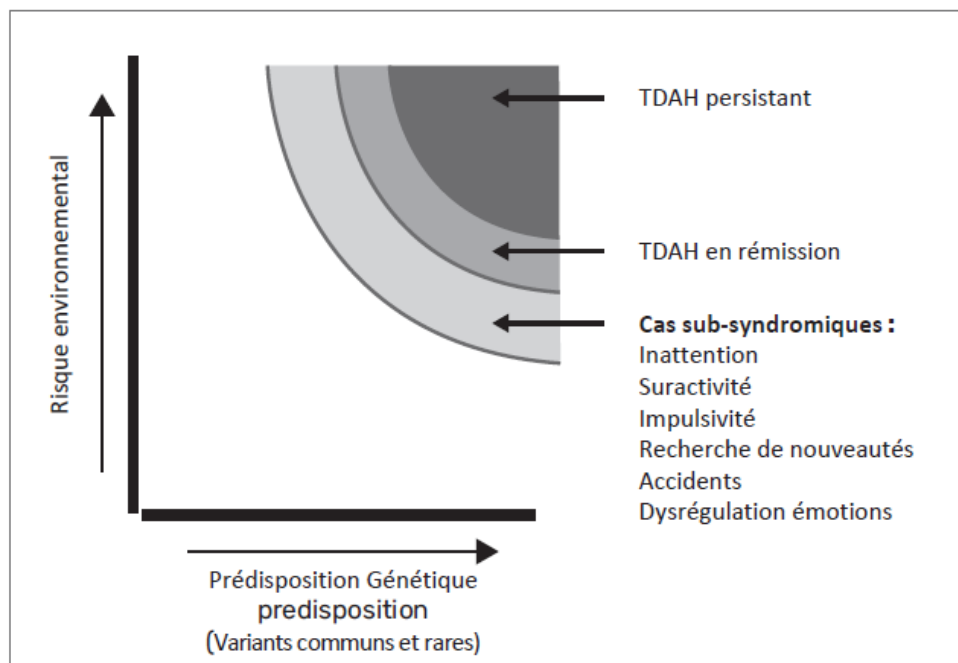 Risque environnemental
TDAH persistant
TDAH en rémission
Cas sub-syndromiques :
Inattention
Suractivité
Impulsivité
Recherche de nouveautés
Accidents
Dysrégulation émotions
Prédisposition Génétique
predisposition
(Variants communs et rares)